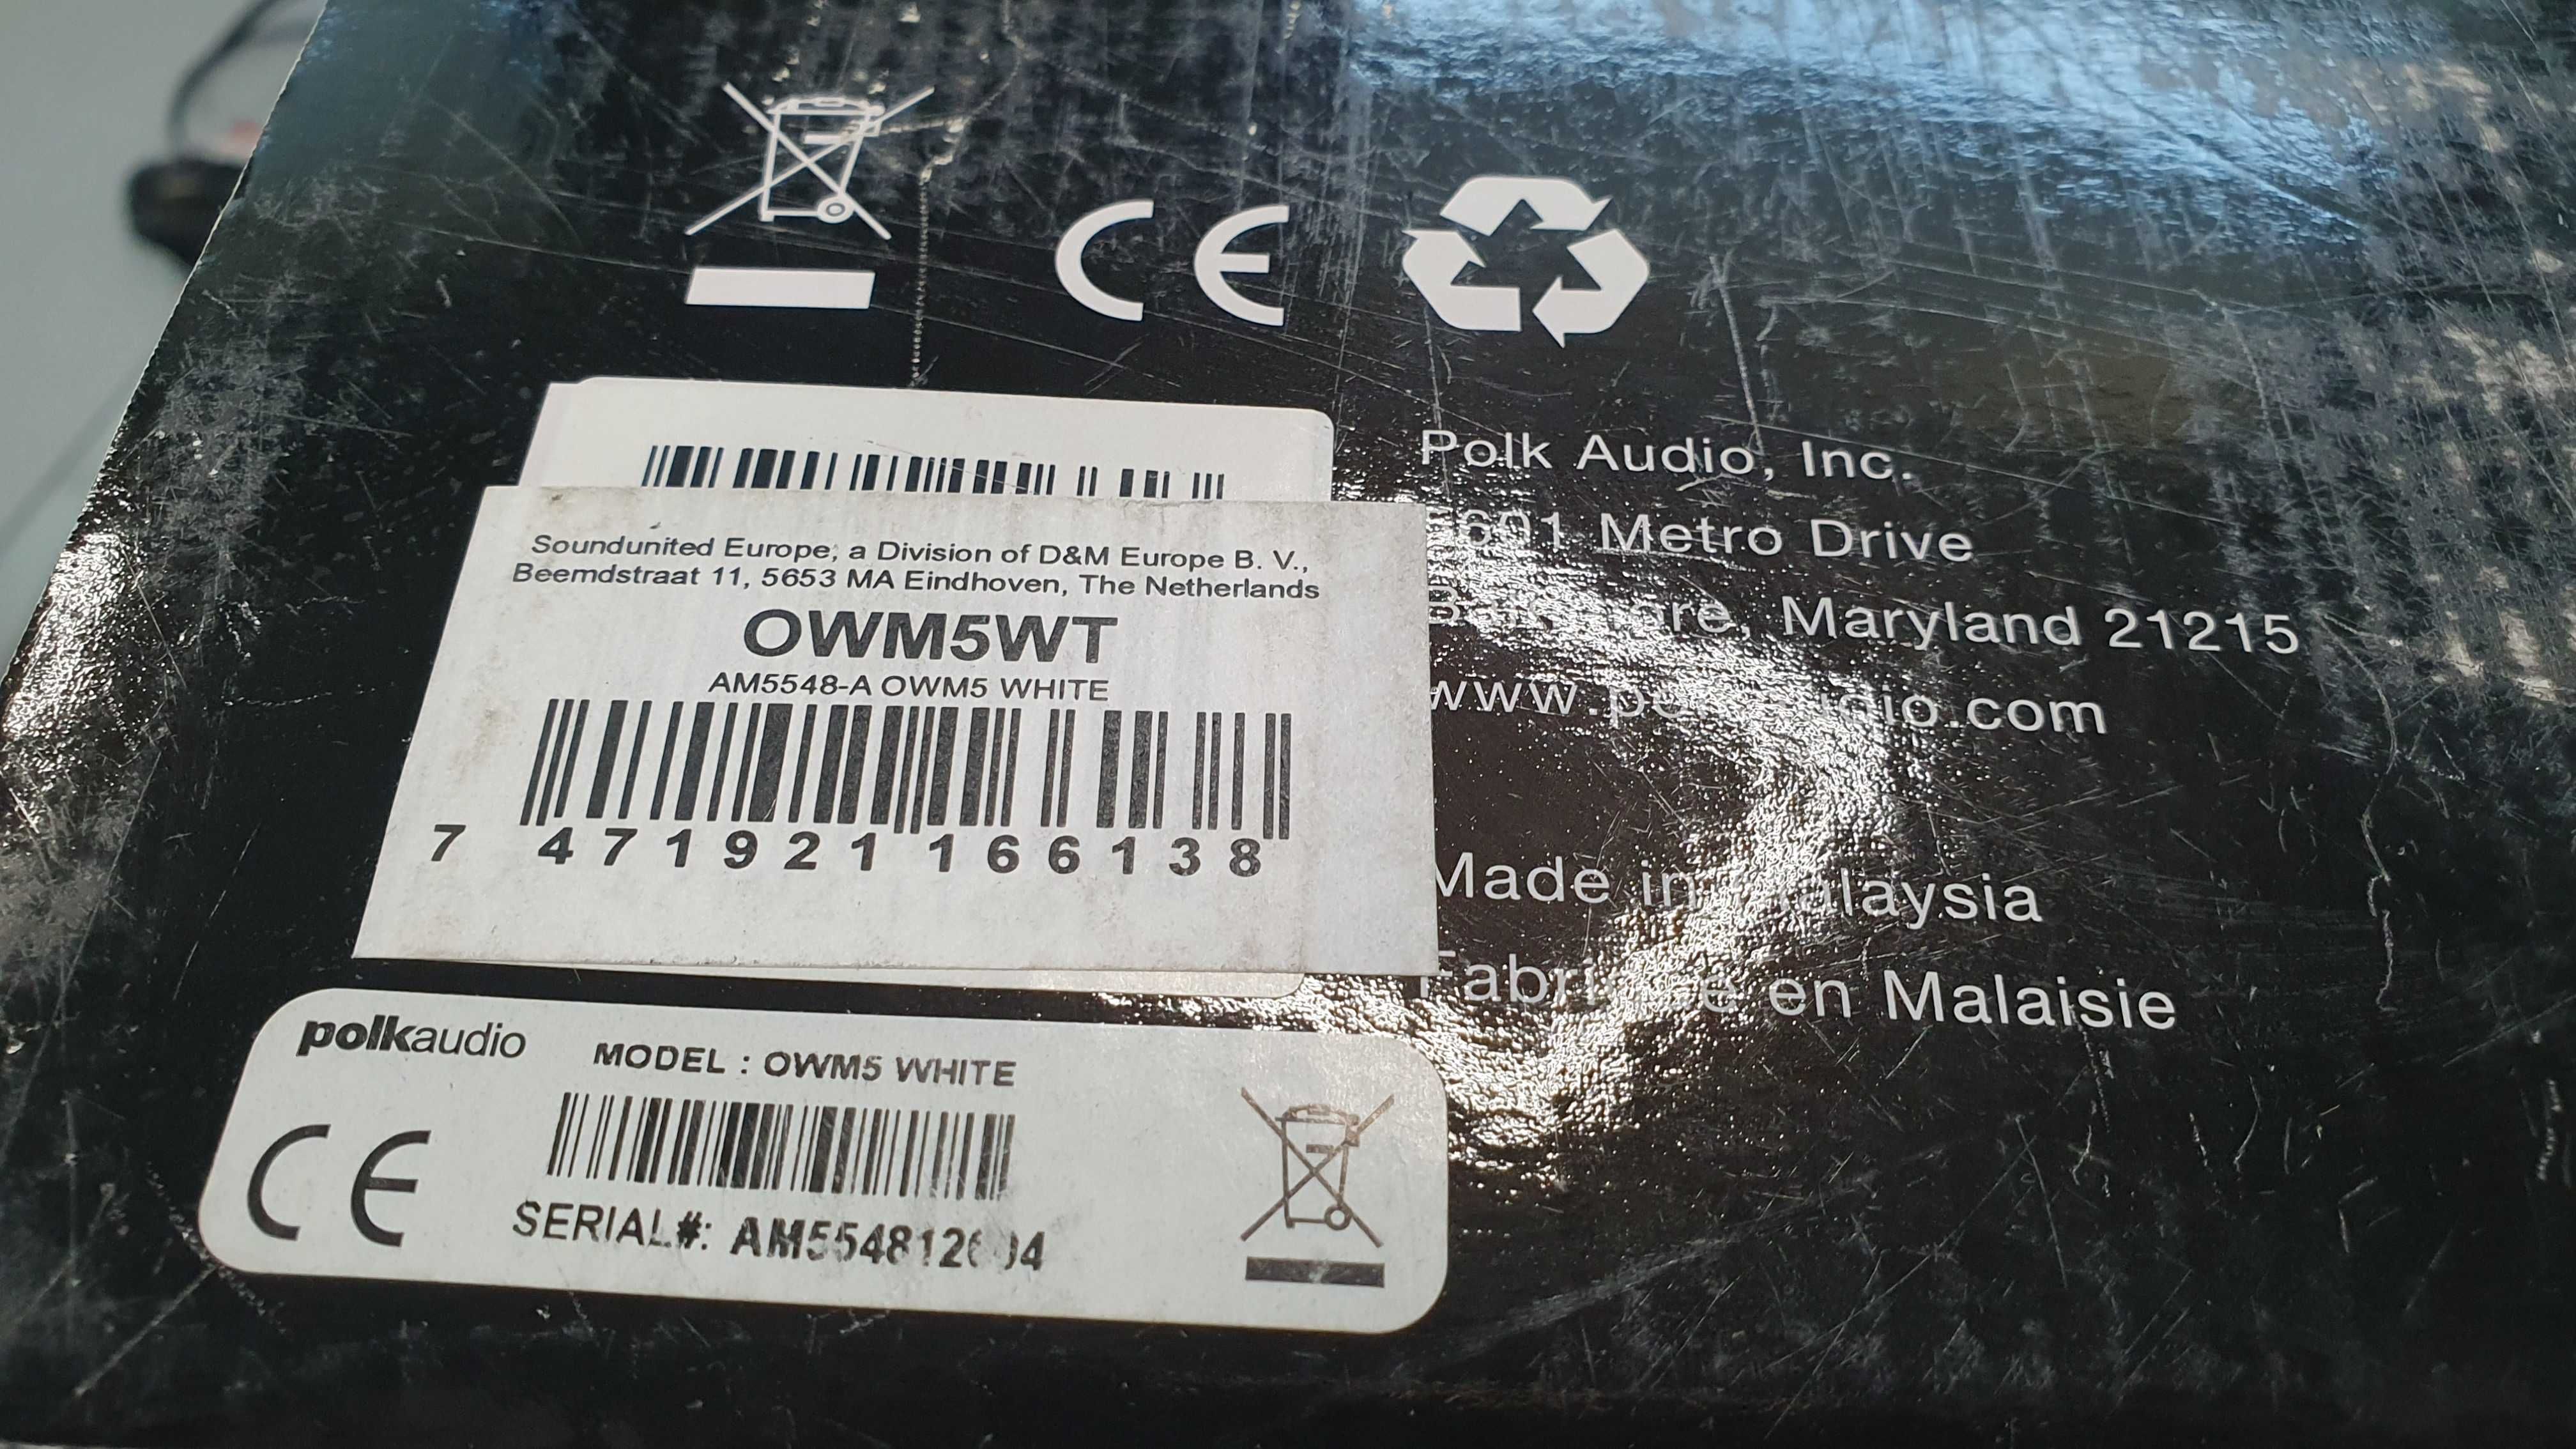 CE
Polk Audio, Inc.
Metro Drive
Maryland 21215
Made in Malaysia
en Malaisie
Soundunited Europe, a Division of D&M Europe B. V.,
Beemdstraat 11, 5653 MA Eindhoven, The Netherlands
OWM5WT
AM5548-A OWM5 WHITE
7 471921 166138
polkaudio
MODEL : OWM5 WHITE
CE
SERIAL#: